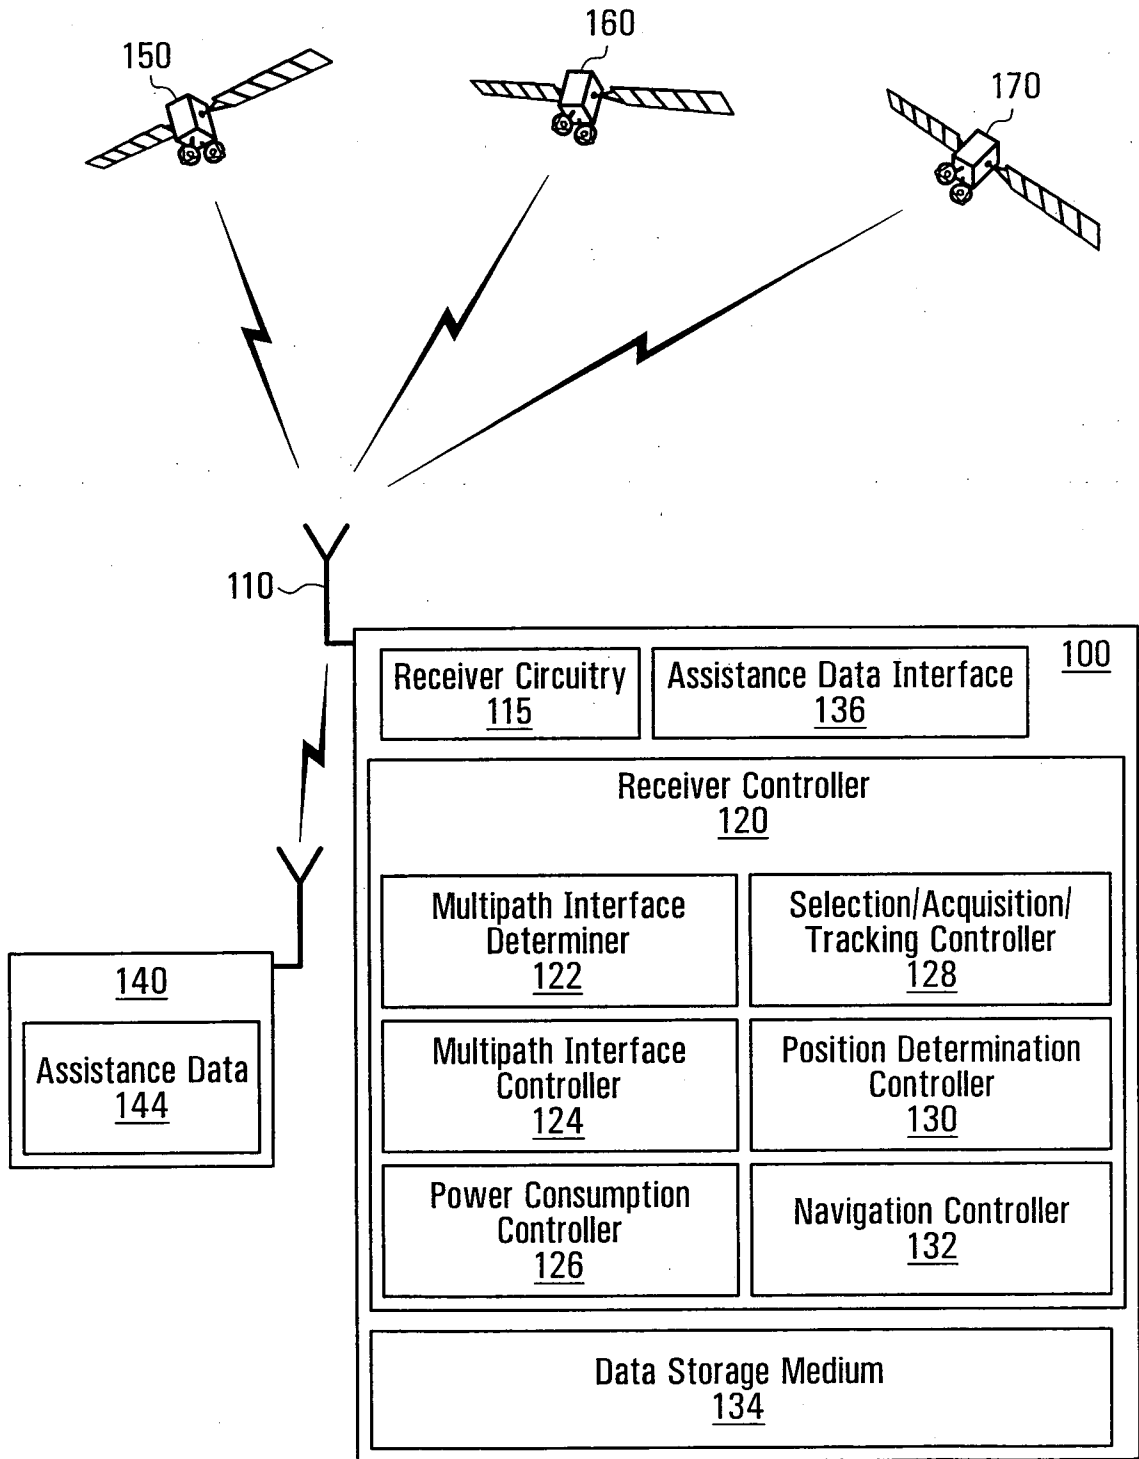 150
160
170
110
100
Receiver Circuitry
115
Assistance Data Interface
136
Receiver Controller
120
Multipath Interface
Determiner
122
Selection/Acquisition/
Tracking Controller
128
140
Assistance Data
144
Multipath Interface
Controller
124
Position Determination
Controller
130
Power Consumption
Controller
126
Navigation Controller
132
Data Storage Medium
134